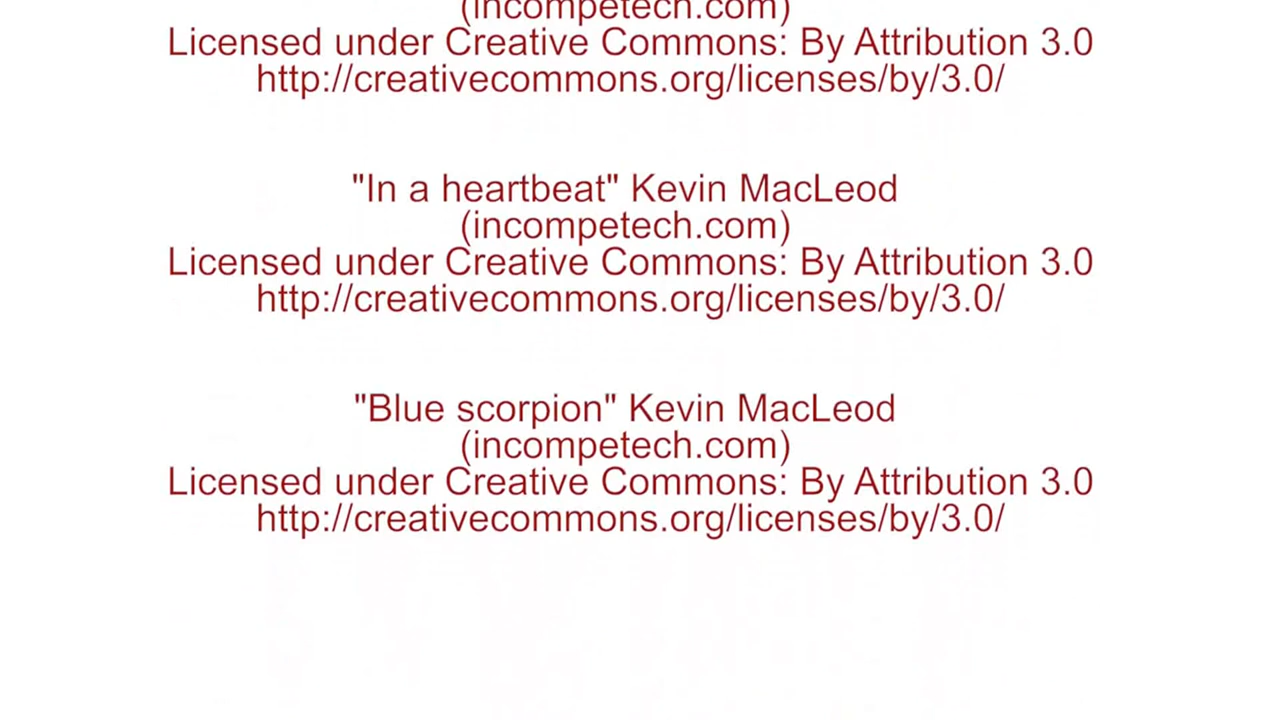 (incompetech.com)
Licensed under Creative Commons: By Attribution 3.0
http://creativecommons.org/licenses/by/3.0/
"In a heartbeat" Kevin MacLeod
(incompetech.com)
Licensed under Creative Commons: By Attribution 3.0
http://creativecommons.org/licenses/by/3.0/
"Blue scorpion" Kevin MacLeod
(incompetech.com)
Licensed under Creative Commons: By Attribution 3.0
http://creativecommons.org/licenses/by/3.0/